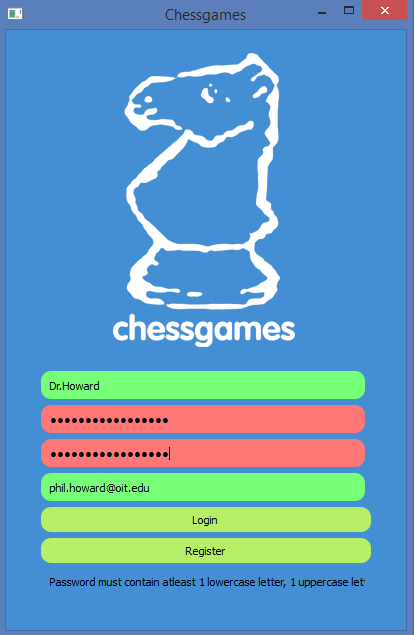 Chessgames
chessgames
Dr.Howard
●●●●●●●●●●●●●●●●●
●●●●●●●●●●●●●●●●●
phil.howard@oit.edu
Login
Register
Password must contain atleast 1 lowercase letter, 1 uppercase lett